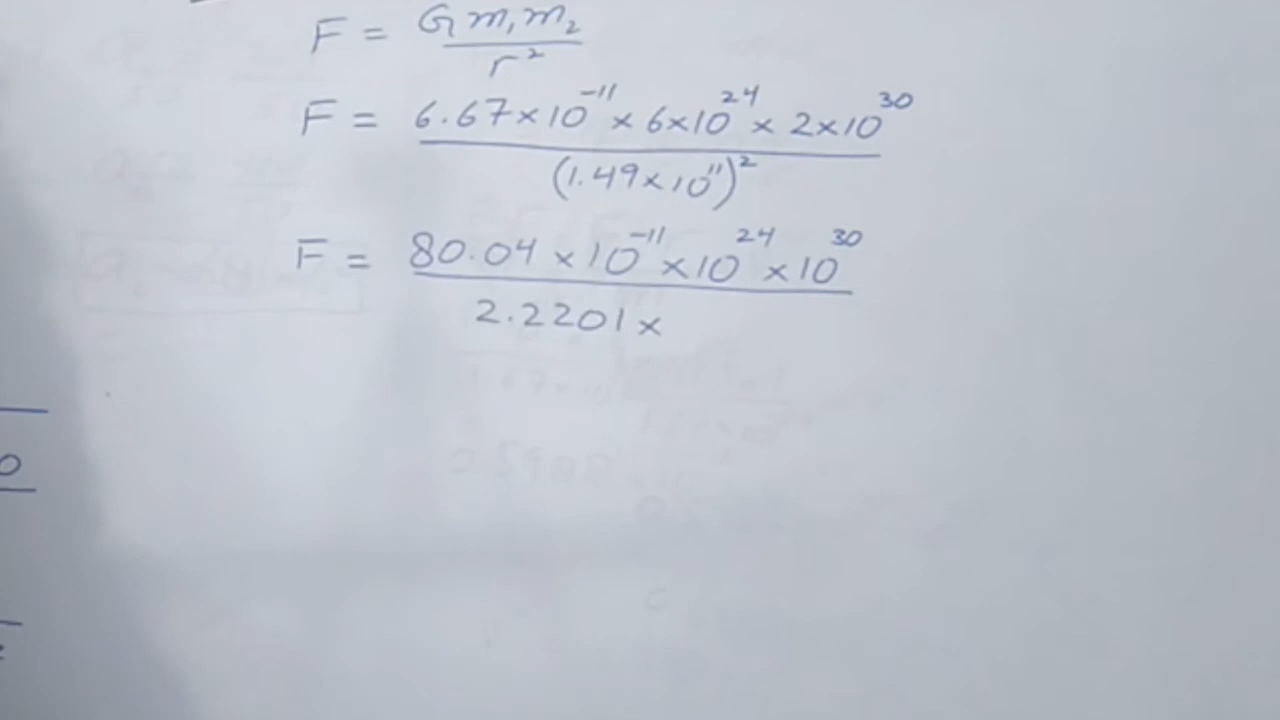 F = G m₁m₂ / r²
F = 6.67×10⁻¹¹ × 6×10²⁴ × 2×10³⁰ / (1.49×10¹¹)²
F = 80.04 × 10⁻¹¹ × 10²⁴ × 10³⁰ / 2.2201 ×